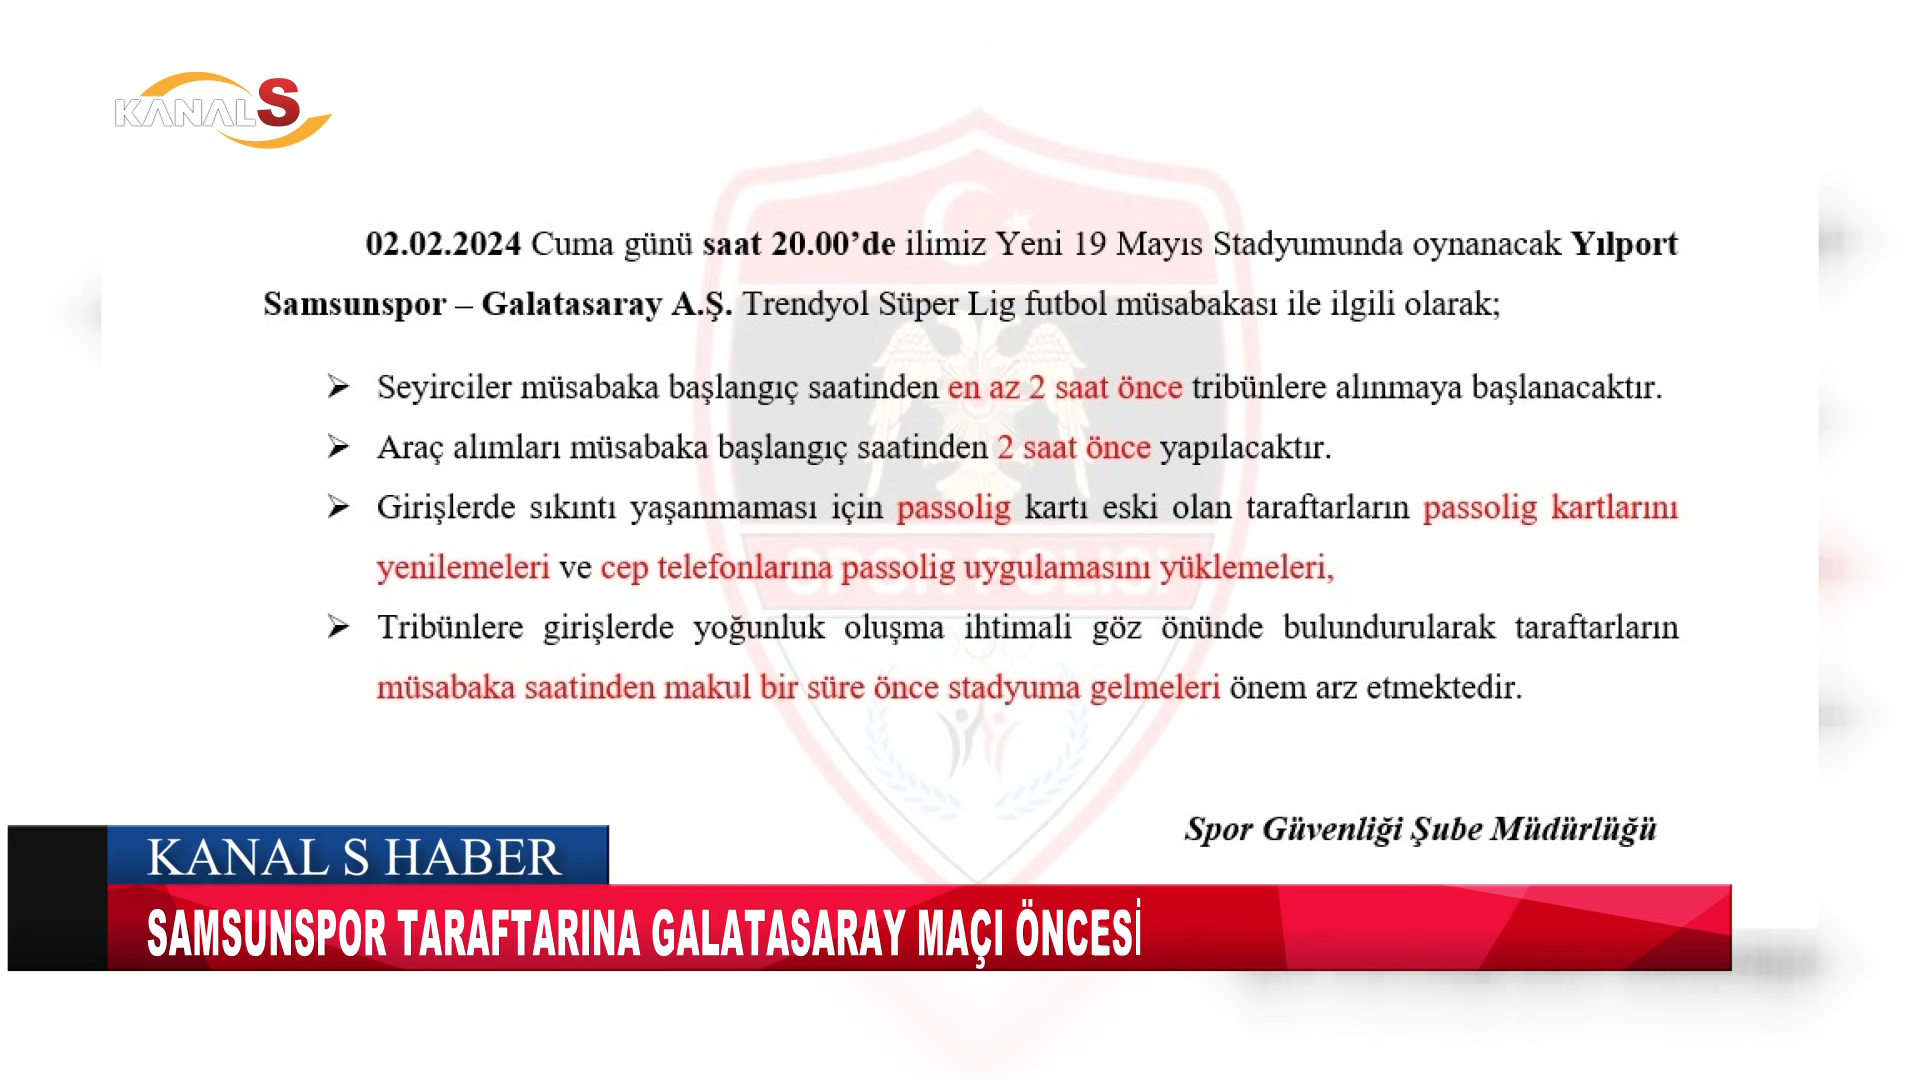 KANAL S
02.02.2024 Cuma günü saat 20.00’de ilimiz Yeni 19 Mayıs Stadyumunda oynanacak Yılport
Samsunspor – Galatasaray A.Ş. Trendyol Süper Lig futbol müsabakası ile ilgili olarak;
➢ Seyirciler müsabaka başlangıç saatinden en az 2 saat önce tribünlere alınmaya başlanacaktır.
➢ Araç alımları müsabaka başlangıç saatinden 2 saat önce yapılacaktır.
➢ Girişlerde sıkıntı yaşanmaması için passolig kartı eski olan taraftarların passolig kartlarını
yenilemeleri ve cep telefonlarına passolig uygulamasını yüklemeleri,
SPOR POLİSİ
➢ Tribünlere girişlerde yoğunluk oluşma ihtimali göz önünde bulundurularak taraftarların
müsabaka saatinden makul bir süre önce stadyuma gelmeleri önem arz etmektedir.
Spor Güvenliği Şube Müdürlüğü
KANAL S HABER
SAMSUNSPOR TARAFTARINA GALATASARAY MAÇI ÖNCESİ